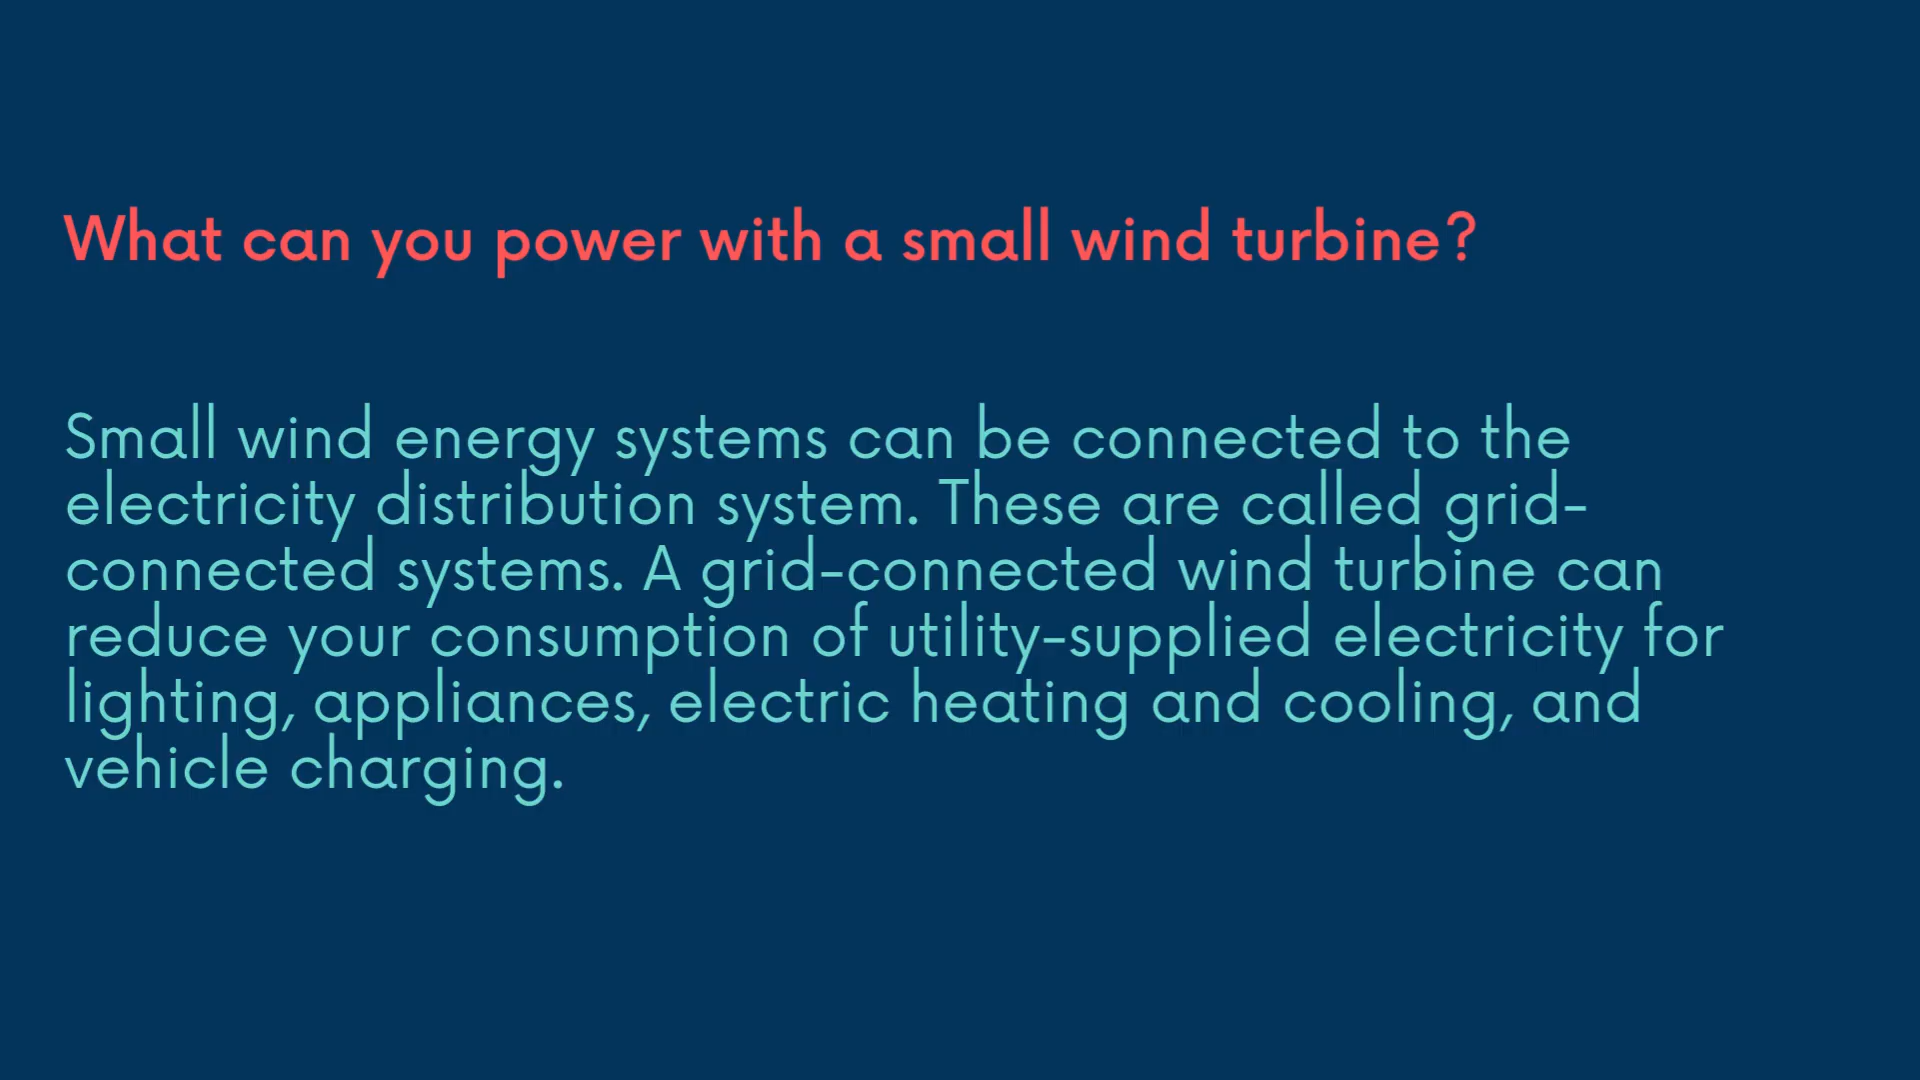 What can you power with a small wind turbine?
Small wind energy systems can be connected to the
electricity distribution system. These are called grid-
connected systems. A grid-connected wind turbine can
reduce your consumption of utility-supplied electricity for
lighting, appliances, electric heating and cooling, and
vehicle charging.